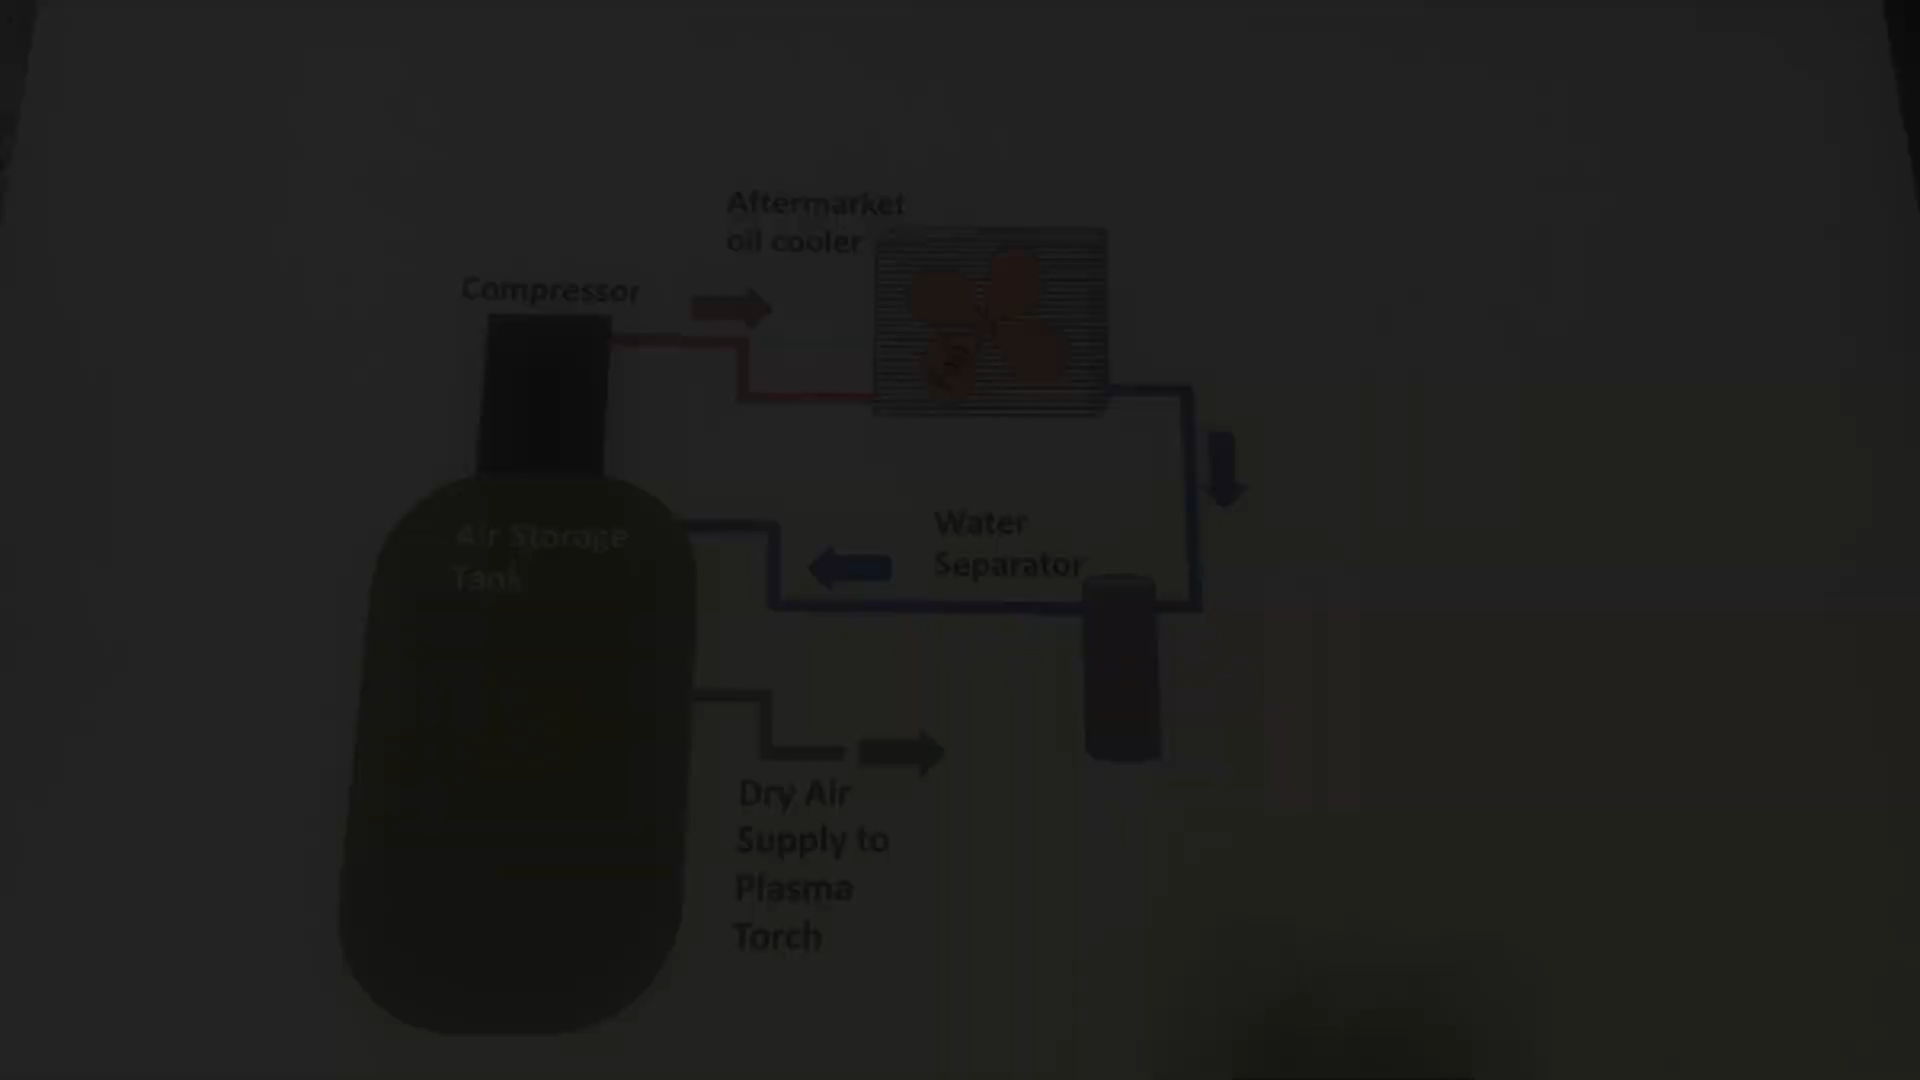 Aftermarket
oil cooler
Compressor
Water
Separator
Air Storage
Tank
Dry Air
Supply to
Plasma
Torch